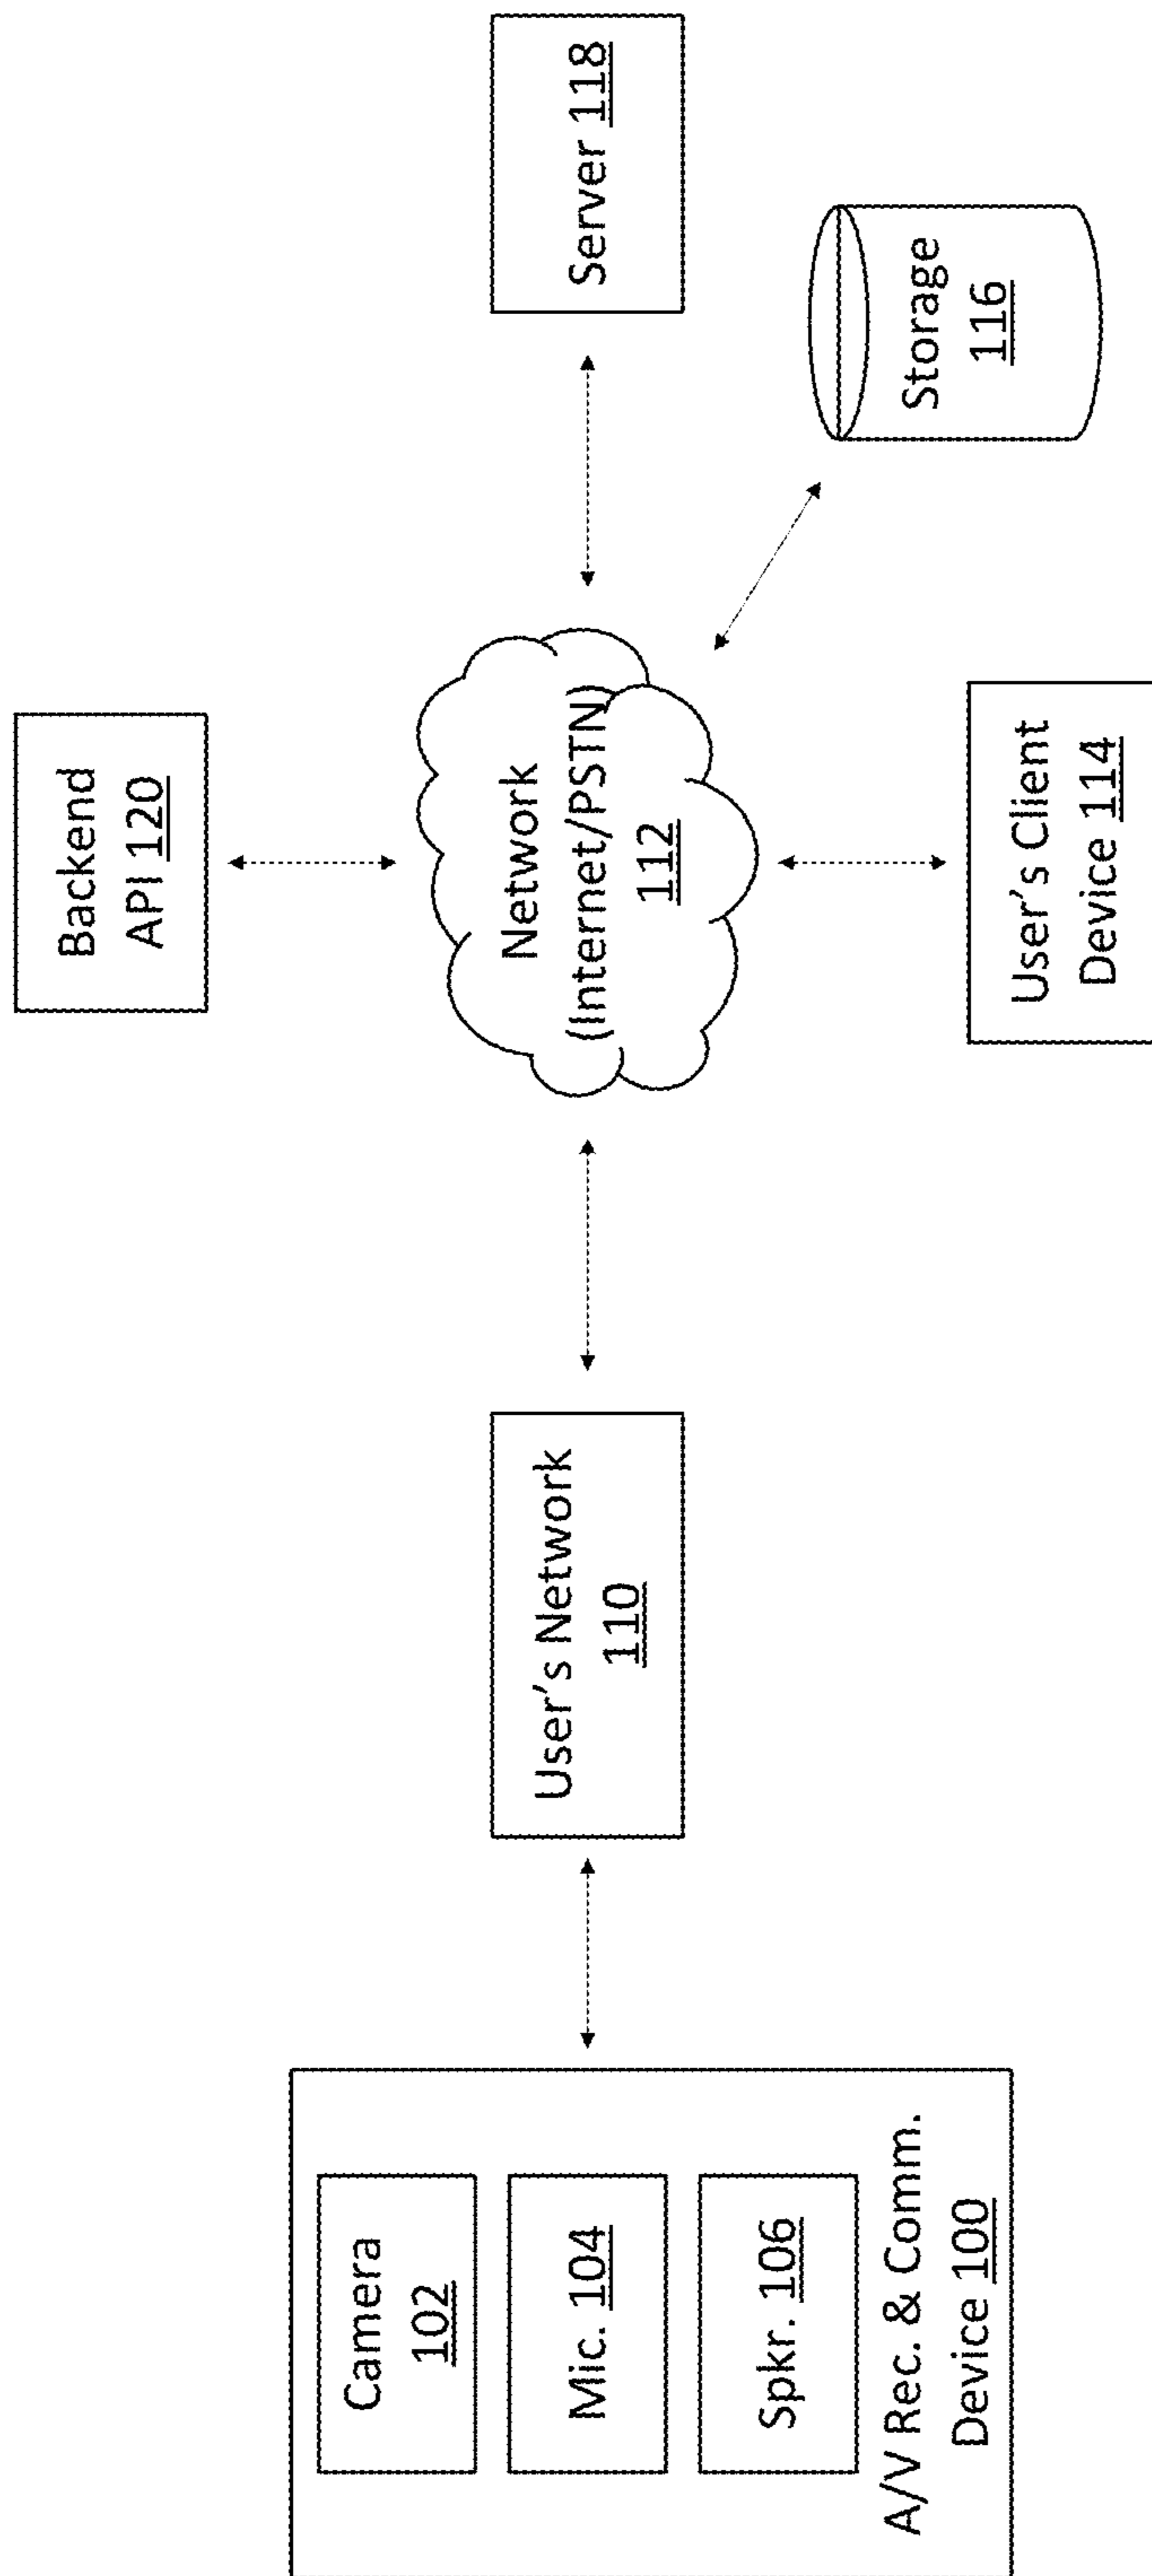 Camera
102
Mic. 104
Spkr. 106
A/V Rec. & Comm.
Device 100
User’s Network
110
Backend
API 120
Network
(Internet/PSTN)
112
User’s Client
Device 114
Server 118
Storage
116